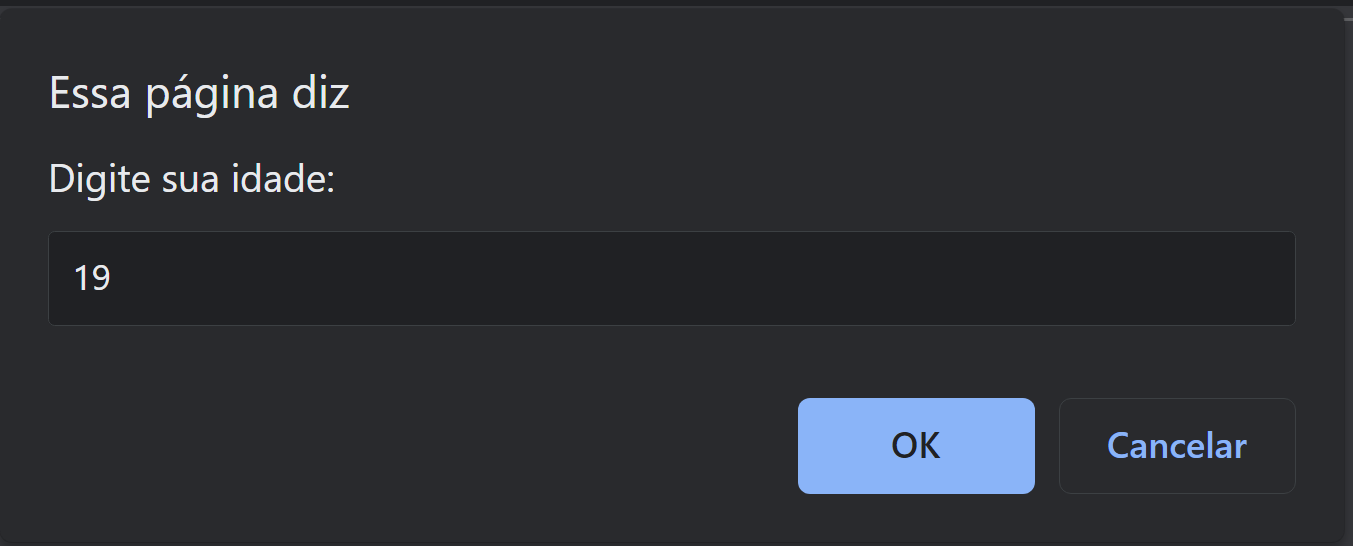 Essa página diz
Digite sua idade:
19
OK
Cancelar